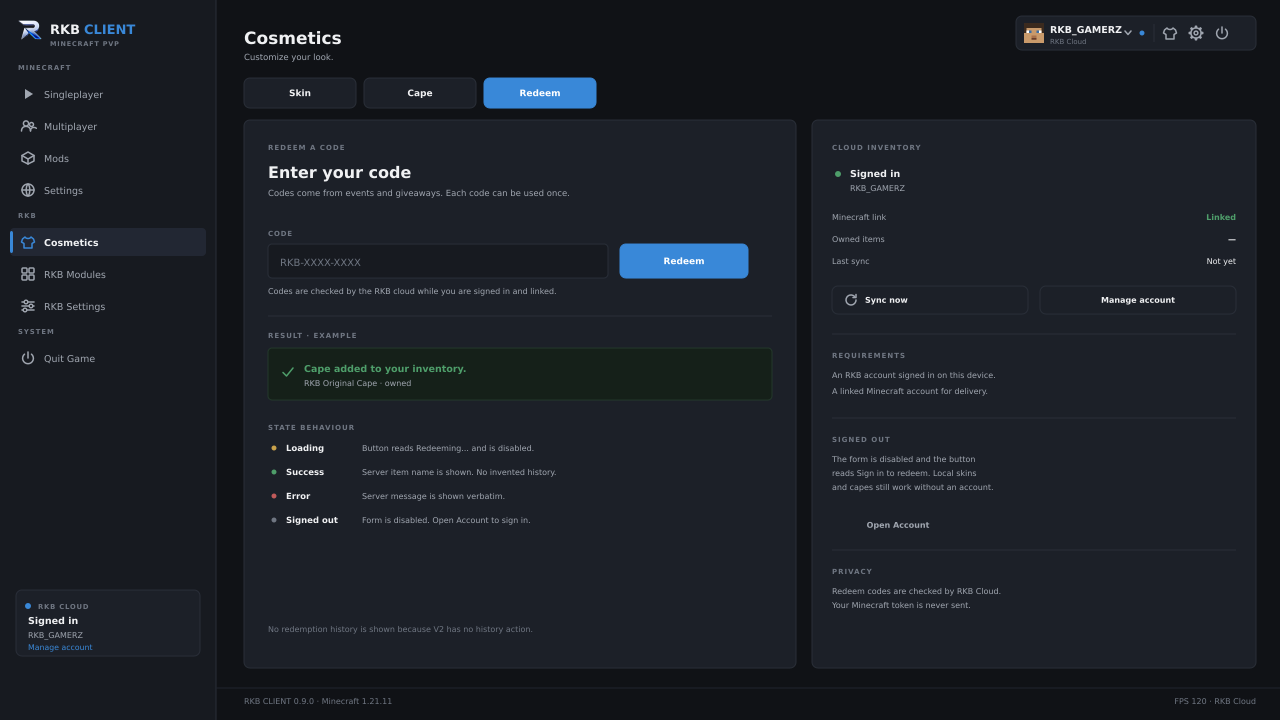 RKB CLIENT
MINECRAFT PVP
MINECRAFT
Singleplayer
Multiplayer
Mods
Settings
RKB
Cosmetics
RKB Modules
RKB Settings
SYSTEM
Quit Game
RKB CLOUD
Signed in
RKB_GAMERZ
Manage account
Cosmetics
Customize your look.
RKB_GAMERZ
RKB Cloud
Skin
Cape
Redeem
REDEEM A CODE
Enter your code
Codes come from events and giveaways. Each code can be used once.
CODE
RKB-XXXX-XXXX
Redeem
Codes are checked by the RKB cloud while you are signed in and linked.
RESULT · EXAMPLE
Cape added to your inventory.
RKB Original Cape · owned
STATE BEHAVIOUR
Loading Button reads Redeeming... and is disabled.
Success Server item name is shown. No invented history.
Error Server message is shown verbatim.
Signed out Form is disabled. Open Account to sign in.
No redemption history is shown because V2 has no history action.
CLOUD INVENTORY
Signed in
RKB_GAMERZ
Minecraft link Linked
Owned items —
Last sync Not yet
Sync now
Manage account
REQUIREMENTS
An RKB account signed in on this device.
A linked Minecraft account for delivery.
SIGNED OUT
The form is disabled and the button
reads Sign in to redeem. Local skins
and capes still work without an account.
Open Account
PRIVACY
Redeem codes are checked by RKB Cloud.
Your Minecraft token is never sent.
RKB CLIENT 0.9.0 · Minecraft 1.21.11
FPS 120 · RKB Cloud